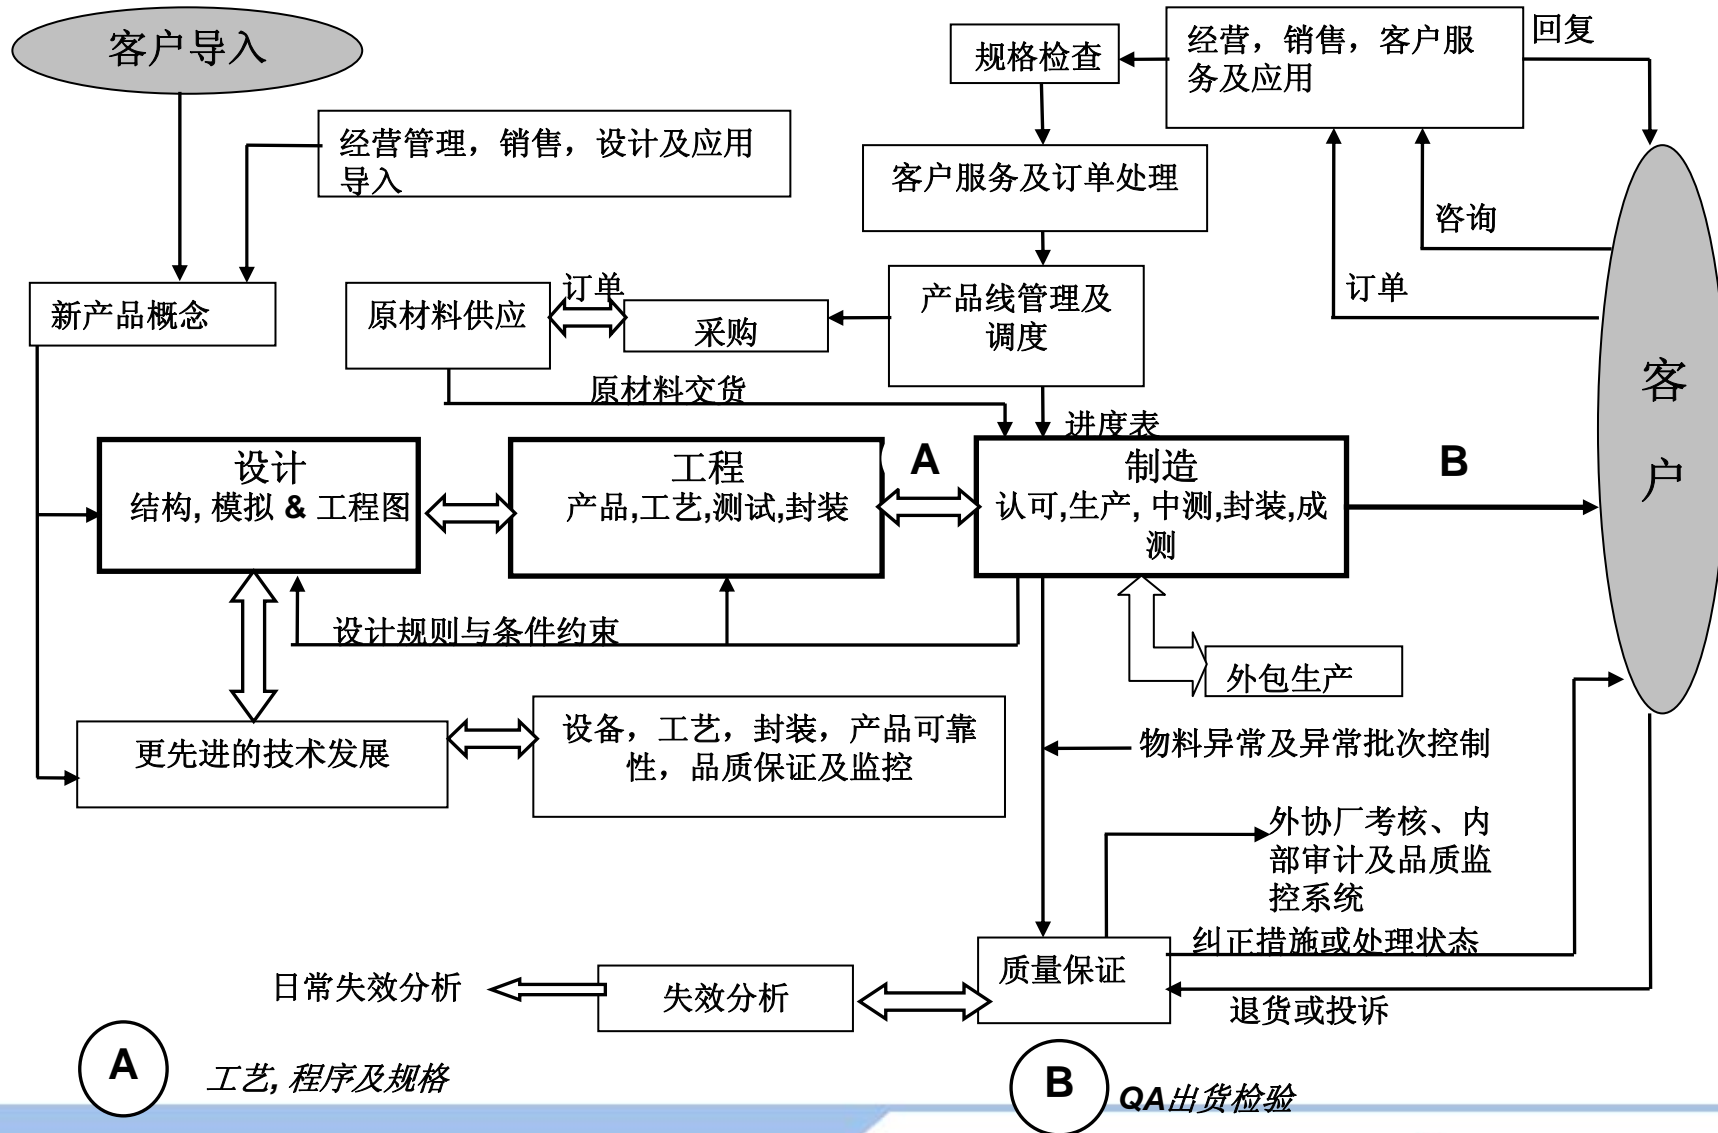 客户导入
经营管理，销售，设计及应用
导入
新产品概念
规格检查
经营，销售，客户服
务及应用
回复
客户服务及订单处理
咨询
订单
原材料供应
订单
采购
产品线管理及
调度
原材料交货
进度表
客
户
设计
结构, 模拟 & 工程图
工程
产品,工艺,测试,封装
A
制造
认可,生产, 中测,封装,成
测
B
设计规则与条件约束
外包生产
更先进的技术发展
设备，工艺，封装，产品可靠
性，品质保证及监控
物料异常及异常批次控制
外协厂考核、内
部审计及品质监
控系统
纠正措施或处理状态
质量保证
退货或投诉
日常失效分析
失效分析
A
工艺, 程序及规格
B
QA出货检验